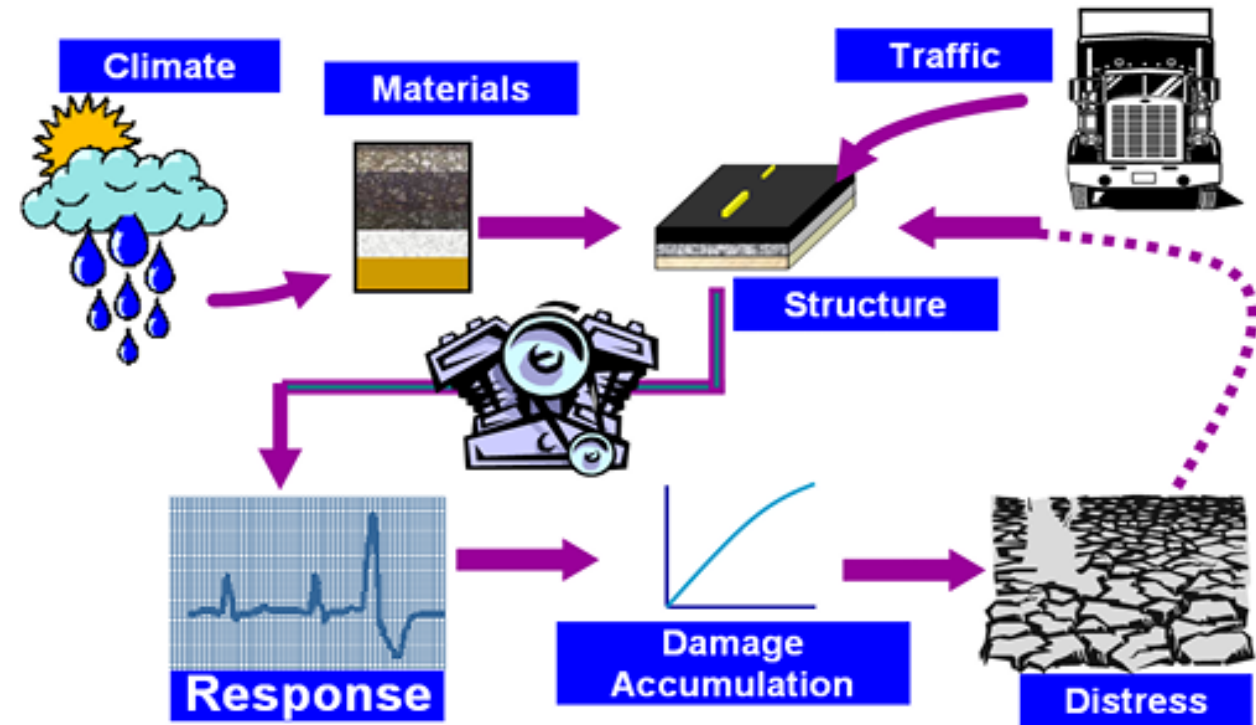 Climate
Materials
Traffic
Structure
Response
Damage
Accumulation
Distress